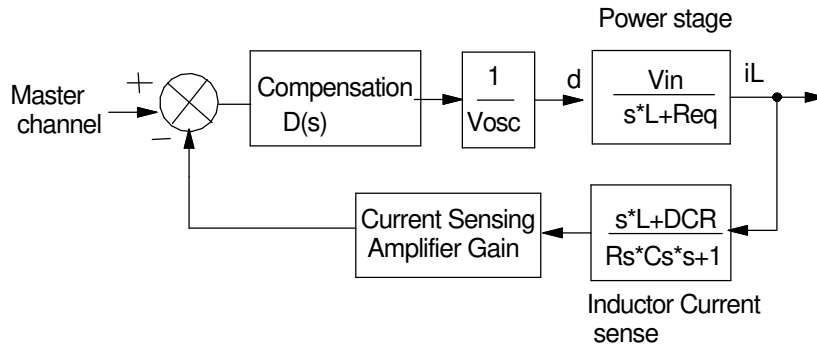 Power stage
Master
channel
+
−
Compensation
D(s)
1
Vosc
d
Vin
s*L+Req
iL
Current Sensing
Amplifier Gain
s*L+DCR
Rs*Cs*s+1
Inductor Current
sense